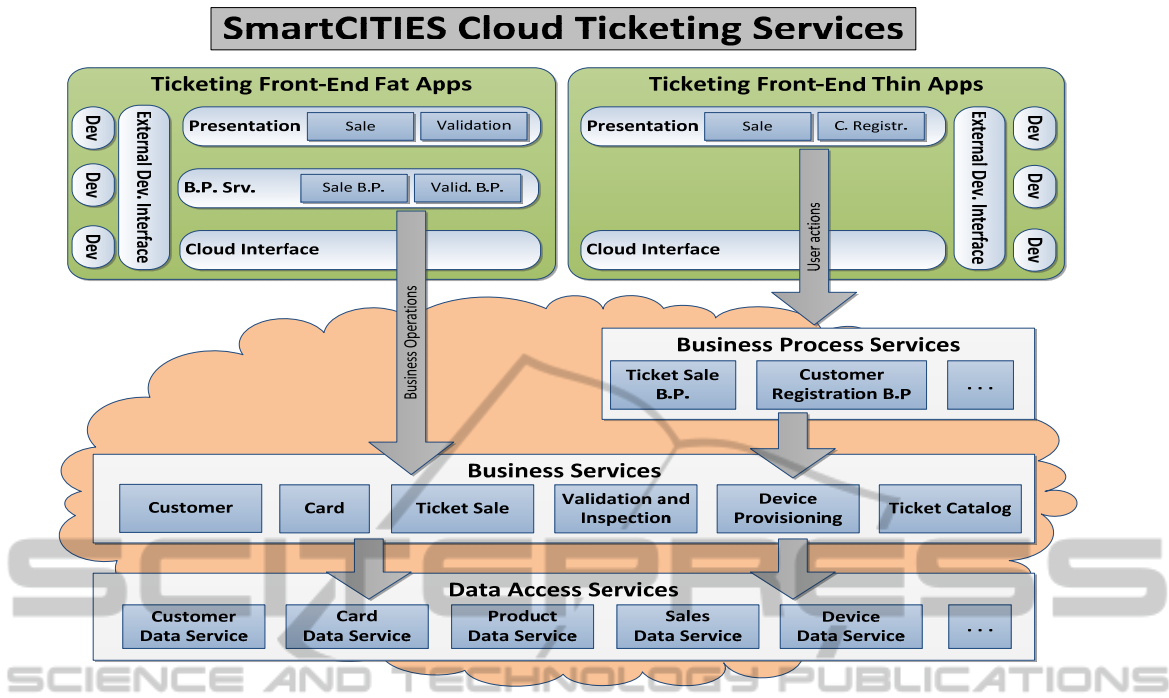 SmartCITIES Cloud Ticketing Services
Ticketing Front-End Fat Apps
Dev
Dev
Dev
External Dev. Interface
Presentation
Sale
Validation
B.P. Srv.
Sale B.P.
Valid. B.P.
Cloud Interface
Business Operations
Ticketing Front-End Thin Apps
Presentation
Sale
C. Registr.
Cloud Interface
User actions
External Dev. Interface
Dev
Dev
Dev
Business Process Services
Ticket Sale
B.P.
Customer
Registration B.P
. . .
Business Services
Customer
Card
Ticket Sale
Validation and
Inspection
Device
Provisioning
Ticket Catalog
Data Access Services
Customer
Data Service
Card
Data Service
Product
Data Service
Sales
Data Service
Device
Data Service
. . .
SCITEPRESS
SCIENCE AND TECHNOLOGY PUBLICATIONS